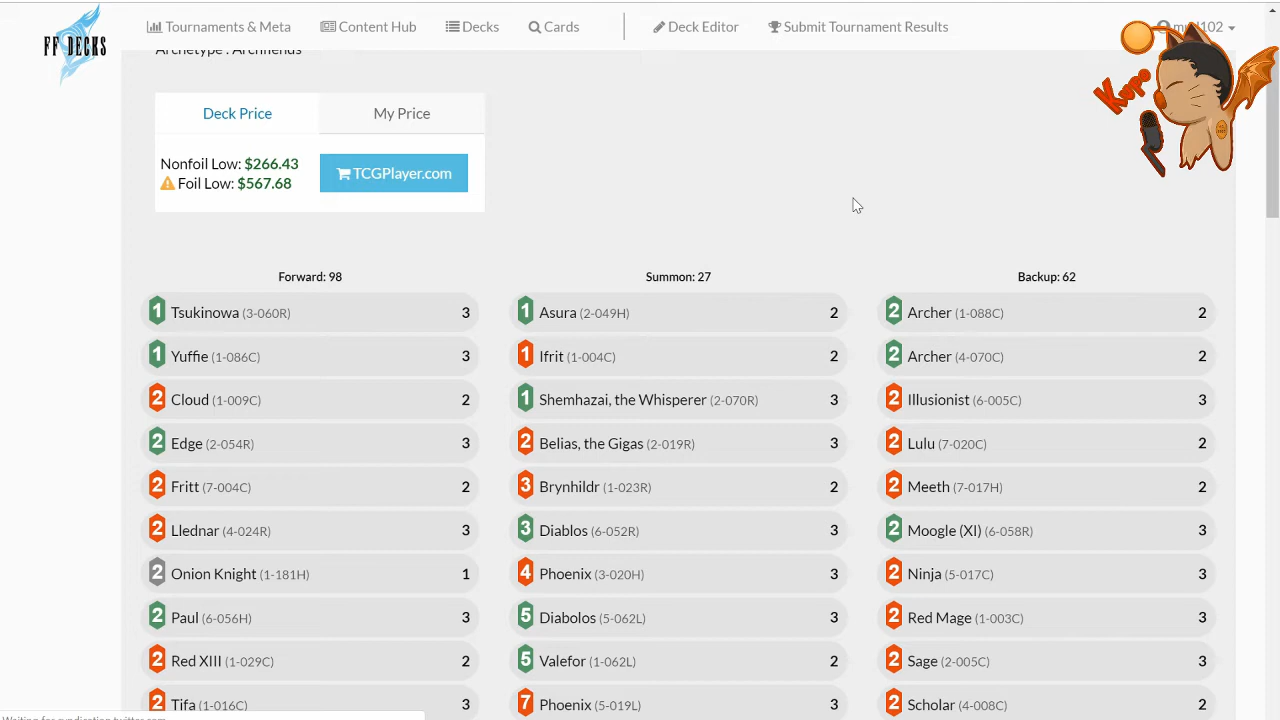 FF DECKS
Tournaments & Meta
Content Hub
Decks
Cards
Deck Editor
Submit Tournament Results
Kupo
Archetype : Archfiends
Deck Price
My Price
Nonfoil Low: $266.43
Foil Low: $567.68
TCGPlayer.com
Forward: 98
1 Tsukinowa (3-060R) 3
1 Yuffie (1-086C) 3
2 Cloud (1-009C) 2
2 Edge (2-054R) 3
2 Fritt (7-004C) 2
2 Llednar (4-024R) 3
2 Onion Knight (1-181H) 1
2 Paul (6-056H) 3
2 Red XIII (1-029C) 2
2 Tifa (1-016C) 3
Summon: 27
1 Asura (2-049H) 2
1 Ifrit (1-004C) 2
1 Shemhazai, the Whisperer (2-070R) 3
2 Belias, the Gigas (2-019R) 3
3 Brynhildr (1-023R) 2
3 Diablos (6-052R) 3
4 Phoenix (3-020H) 3
5 Diabolos (5-062L) 3
5 Valefor (1-062L) 2
7 Phoenix (5-019L) 3
Backup: 62
2 Archer (1-088C) 2
2 Archer (4-070C) 2
2 Illusionist (6-005C) 3
2 Lulu (7-020C) 2
2 Meeth (7-017H) 2
2 Moogle (XI) (6-058R) 3
2 Ninja (5-017C) 3
2 Red Mage (1-003C) 3
2 Sage (2-005C) 3
2 Scholar (4-008C) 2